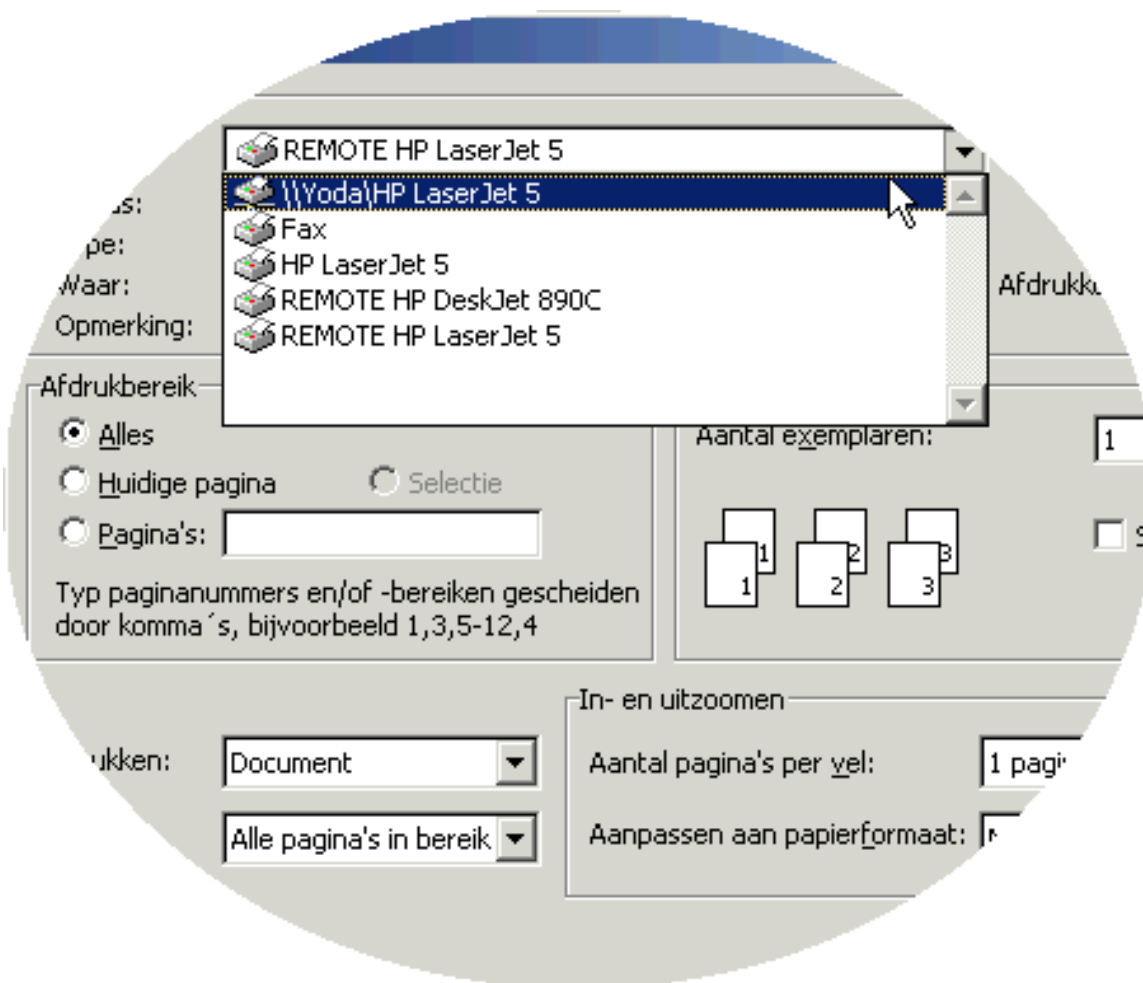 REMOTE HP LaserJet 5
\\Yoda\HP LaserJet 5
Fax
HP LaserJet 5
REMOTE HP DeskJet 890C
REMOTE HP LaserJet 5
Waar:
Opmerking:
Afdrukbereik
Alles
Huidige pagina Selectie
Pagina's:
Typ paginanummers en/of -bereiken gescheiden
door komma´s, bijvoorbeeld 1,3,5-12,4
Aantal exemplaren: 1
1 2 3
1 2 3
Document
Alle pagina's in bereik
In- en uitzoomen
Aantal pagina's per vel: 1
Aanpassen aan papierformaat: